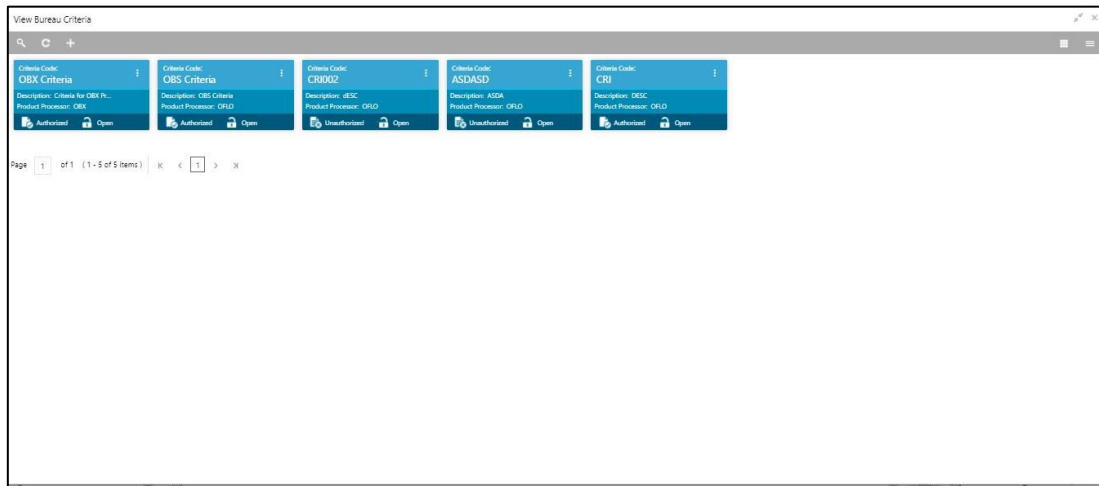 View Bureau Criteria
Criteria Code:
OBX Criteria
Description: Criteria for OBX Pr...
Product Processor: OBX
Authorized Open
Criteria Code:
OBS Criteria
Description: OBS Criteria
Product Processor: OFLO
Authorized Open
Criteria Code:
CRI002
Description: dESC
Product Processor: OFLO
Unauthorized Open
Criteria Code:
ASDASD
Description: ASDA
Product Processor: OFLO
Unauthorized Open
Criteria Code:
CRI
Description: DESC
Product Processor: OFLO
Authorized Open
Page 1 of 1 (1 - 5 of 5 items) 1